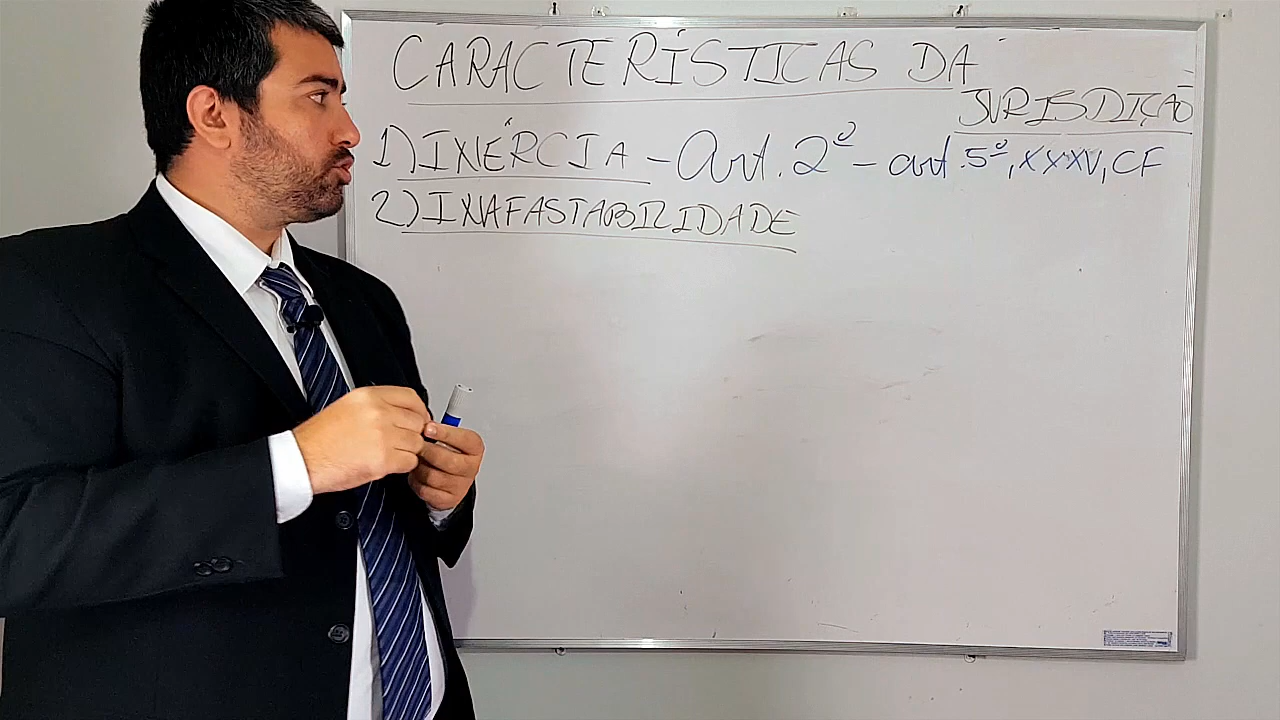 CARACTERÍSTICAS DA
JURISDIÇÃO
1) INÉRCIA - Art. 2º - art. 5º, XXXV, CF
2) INAFASTABILIDADE